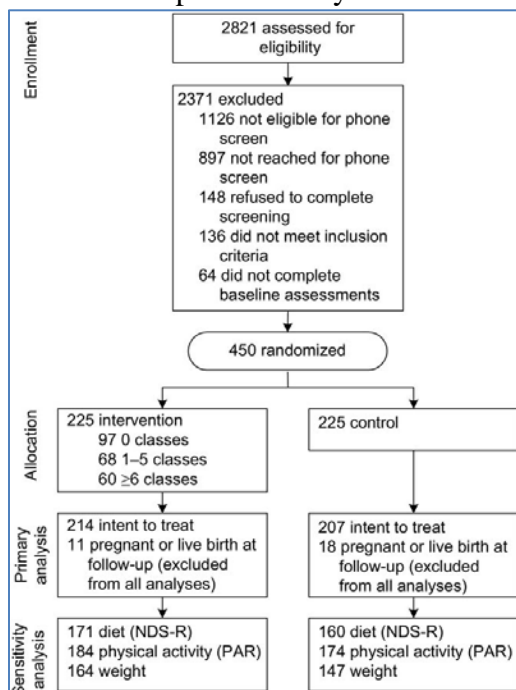 Enrollment
2821 assessed for
eligibility
2371 excluded
1126 not eligible for phone
screen
897 not reached for phone
screen
148 refused to complete
screening
136 did not meet inclusion
criteria
64 did not complete
baseline assessments
450 randomized
Allocation
225 intervention
97 0 classes
68 1–5 classes
60 ≥6 classes
225 control
Primary
analysis
214 intent to treat
11 pregnant or live birth at
follow-up (excluded
from all analyses)
207 intent to treat
18 pregnant or live birth at
follow-up (excluded
from all analyses)
Sensitivity
analysis
171 diet (NDS-R)
184 physical activity (PAR)
164 weight
160 diet (NDS-R)
174 physical activity (PAR)
147 weight